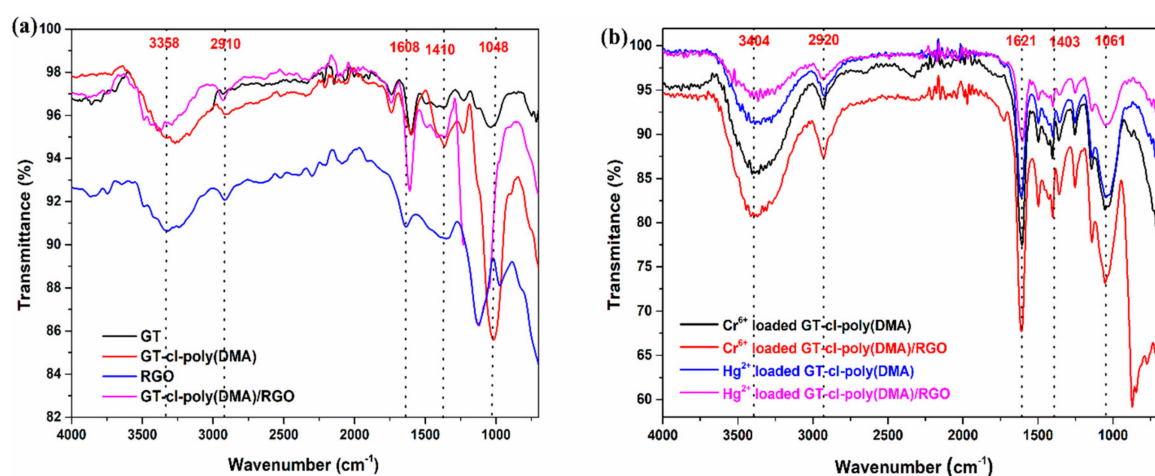 (a)
3358 2910 1608 1410 1048
100
98
96
94
92
90
88
86
84
82
Transmittance (%)
GT
GT-cl-poly(DMA)
RGO
GT-cl-poly(DMA)/RGO
4000 3500 3000 2500 2000 1500 1000
Wavenumber (cm⁻¹)
(b)
3404 2920 1621 1403 1061
100
95
90
85
80
75
70
65
60
Transmittance (%)
Cr⁶⁺ loaded GT-cl-poly(DMA)
Cr⁶⁺ loaded GT-cl-poly(DMA)/RGO
Hg²⁺ loaded GT-cl-poly(DMA)
Hg²⁺ loaded GT-cl-poly(DMA)/RGO
4000 3500 3000 2500 2000 1500 1000
Wavenumber (cm⁻¹)